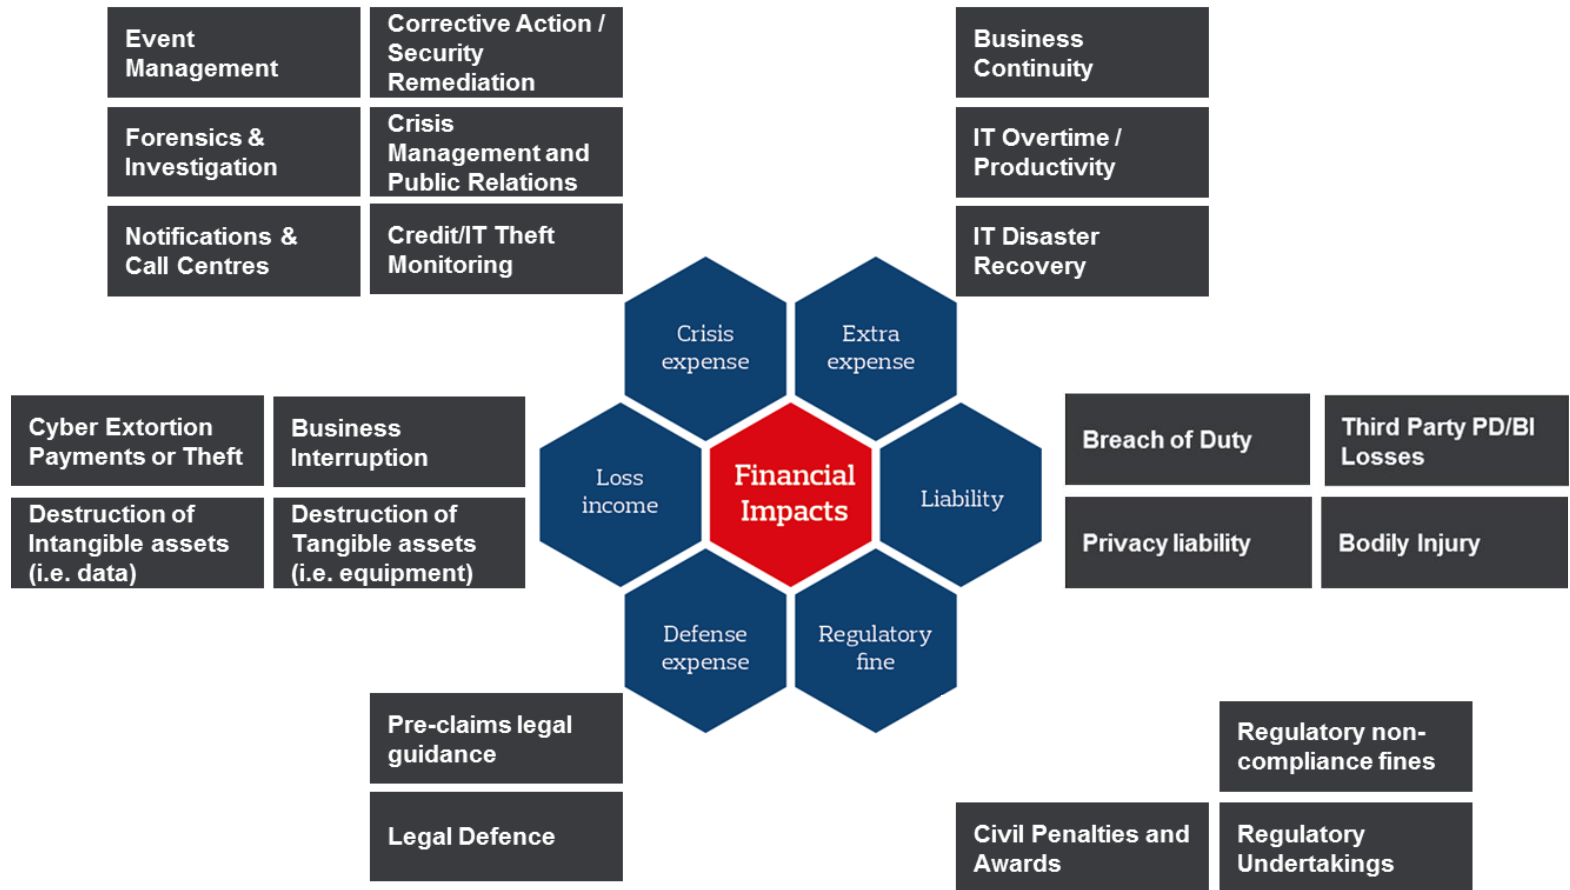 Event
Management
Corrective Action /
Security
Remediation
Forensics &
Investigation
Crisis
Management and
Public Relations
Notifications &
Call Centres
Credit/IT Theft
Monitoring
Business
Continuity
IT Overtime /
Productivity
IT Disaster
Recovery
Crisis
expense
Extra
expense
Cyber Extortion
Payments or Theft
Business
Interruption
Destruction of
Intangible assets
(i.e. data)
Destruction of
Tangible assets
(i.e. equipment)
Loss
income
Financial
Impacts
Liability
Breach of Duty
Third Party PD/BI
Losses
Privacy liability
Bodily Injury
Defense
expense
Regulatory
fine
Pre-claims legal
guidance
Legal Defence
Regulatory non-
compliance fines
Civil Penalties and
Awards
Regulatory
Undertakings